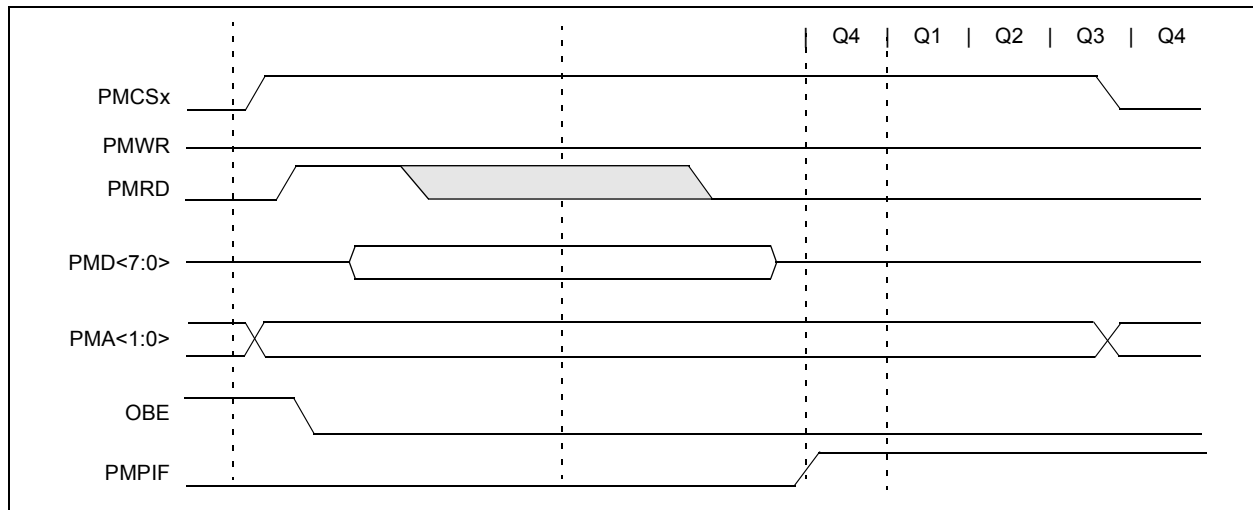 | Q4 | Q1 | Q2 | Q3 | Q4
PMCSx
PMWR
PMRD
PMD<7:0>
PMA<1:0>
OBE
PMPIF